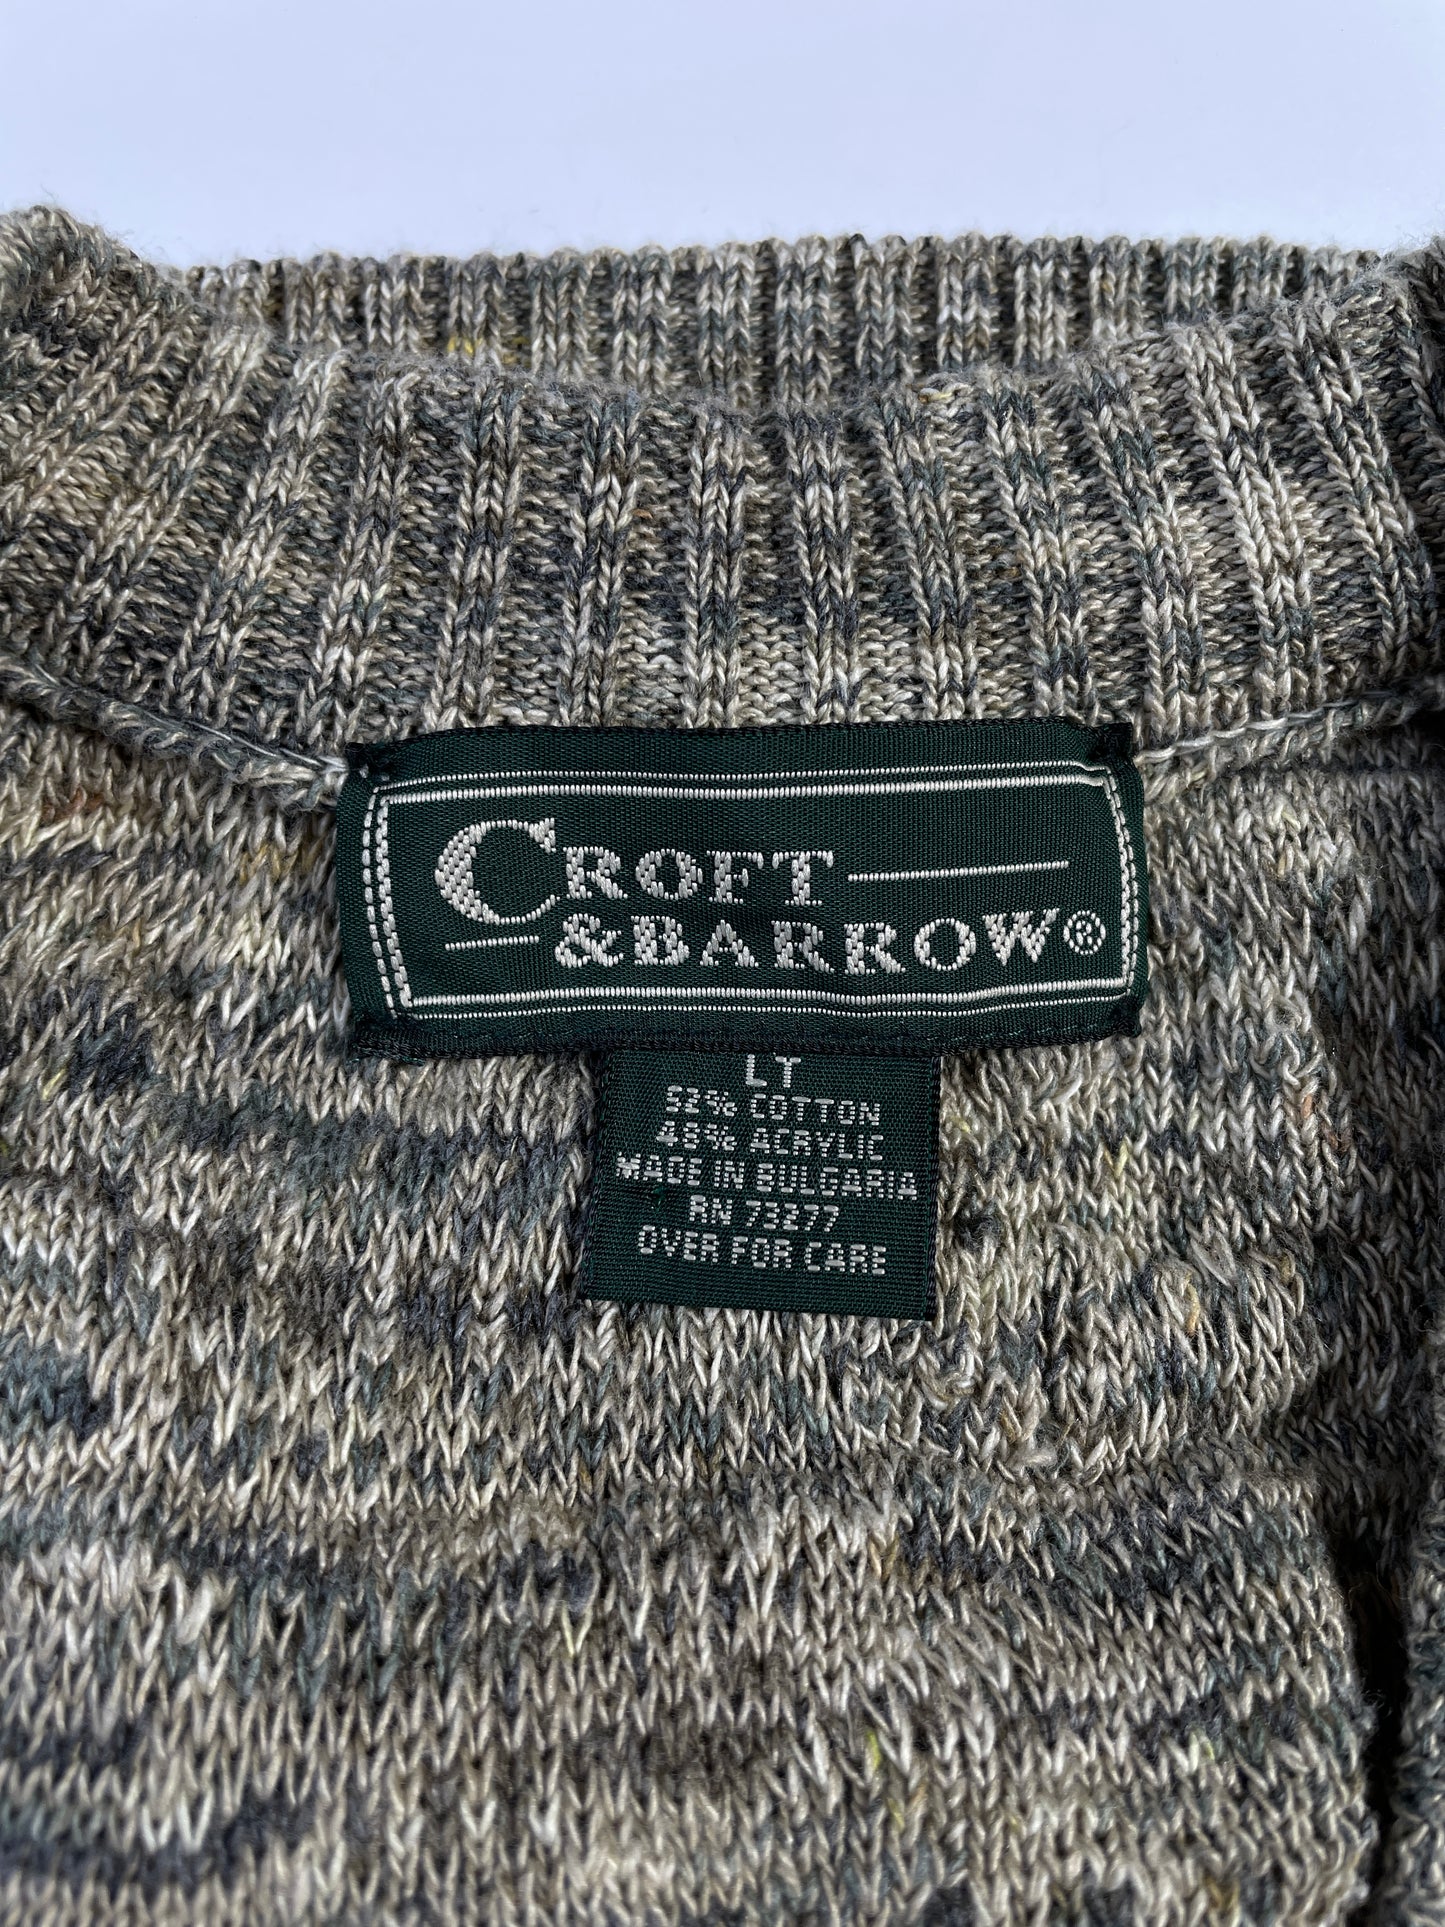 CROFT
&BARROW®
LT
52% COTTON
48% ACRYLIC
MADE IN BULGARIA
RN 73277
OVER FOR CARE